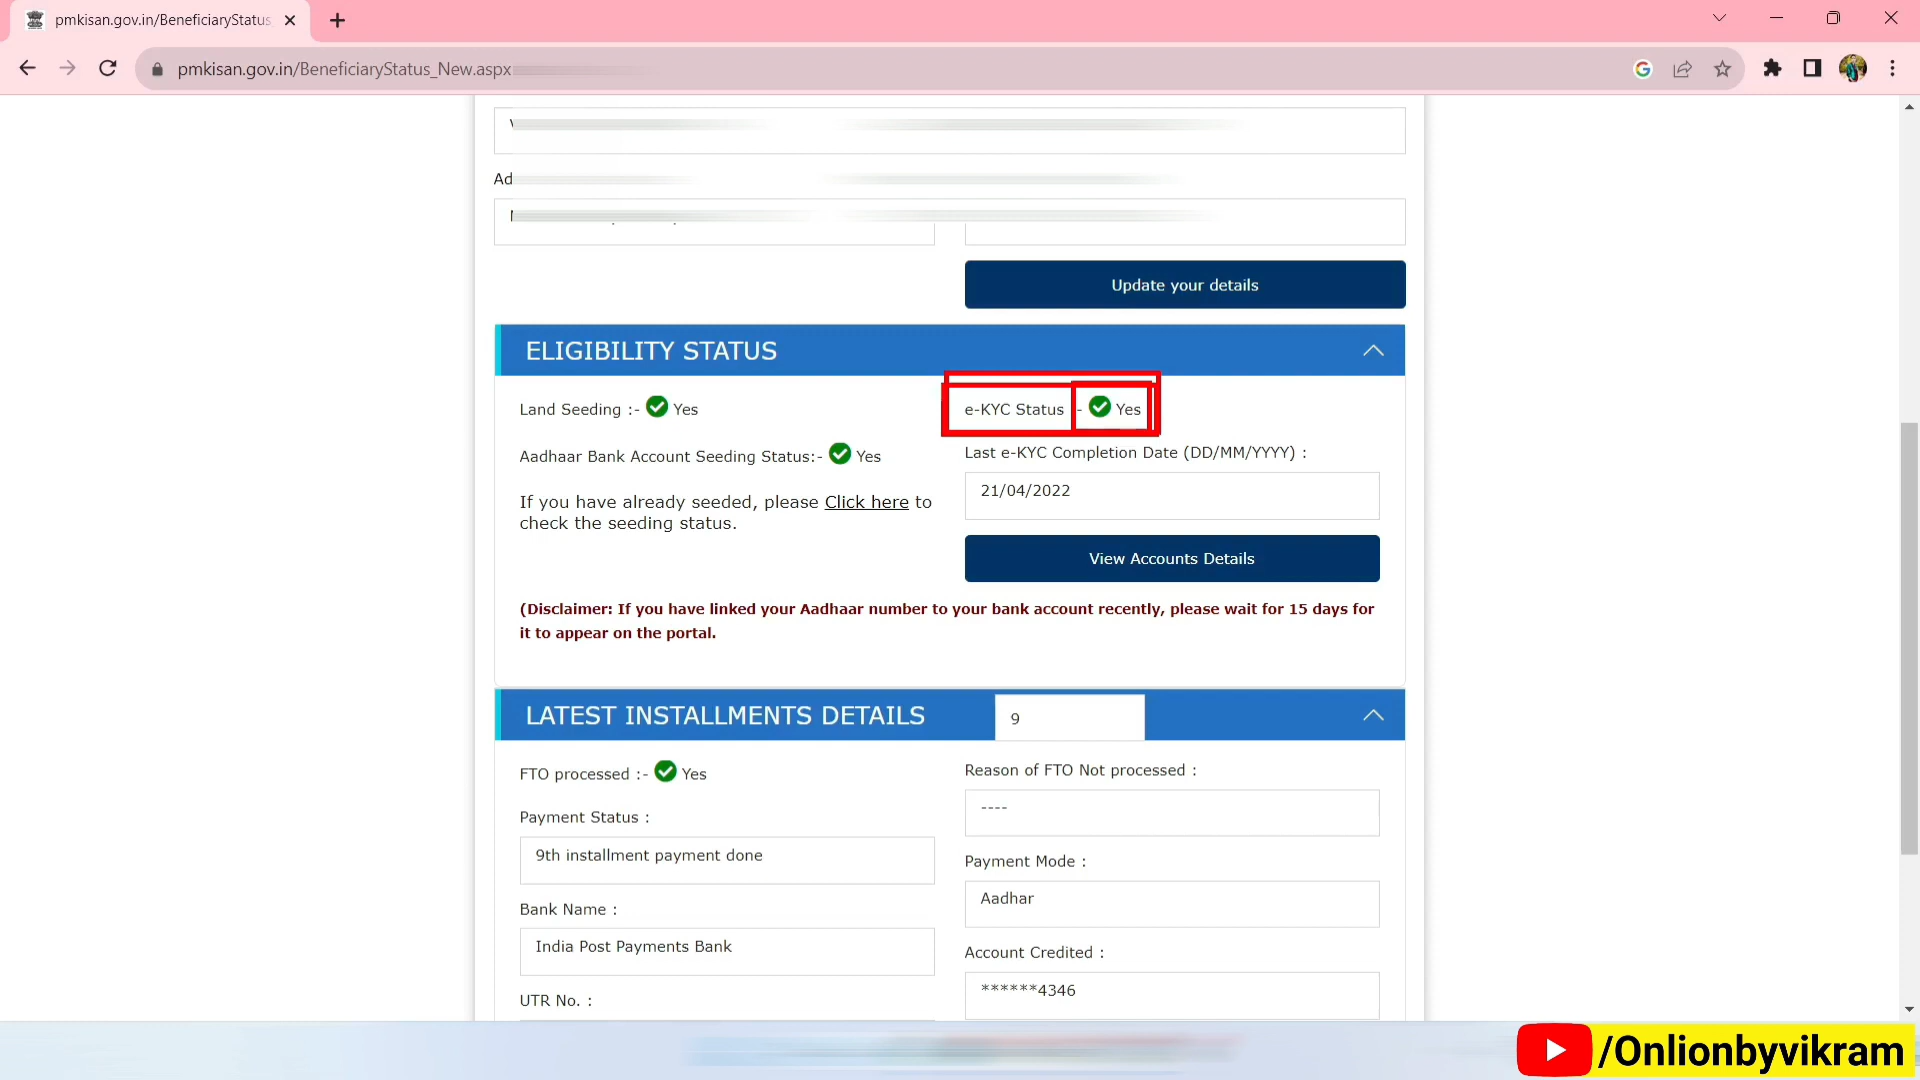 pmkisan.gov.in/BeneficiaryStatus
pmkisan.gov.in/BeneficiaryStatus_New.aspx
Ad
Update your details
ELIGIBILITY STATUS
Land Seeding :- Yes
e-KYC Status - Yes
Aadhaar Bank Account Seeding Status:- Yes
Last e-KYC Completion Date (DD/MM/YYYY) :
21/04/2022
If you have already seeded, please Click here to
check the seeding status.
View Accounts Details
(Disclaimer: If you have linked your Aadhaar number to your bank account recently, please wait for 15 days for
it to appear on the portal.
LATEST INSTALLMENTS DETAILS 9
FTO processed :- Yes
Reason of FTO Not processed :
----
Payment Status :
9th installment payment done
Payment Mode :
Aadhar
Bank Name :
India Post Payments Bank
Account Credited :
******4346
UTR No. :
/Onlionbyvikram